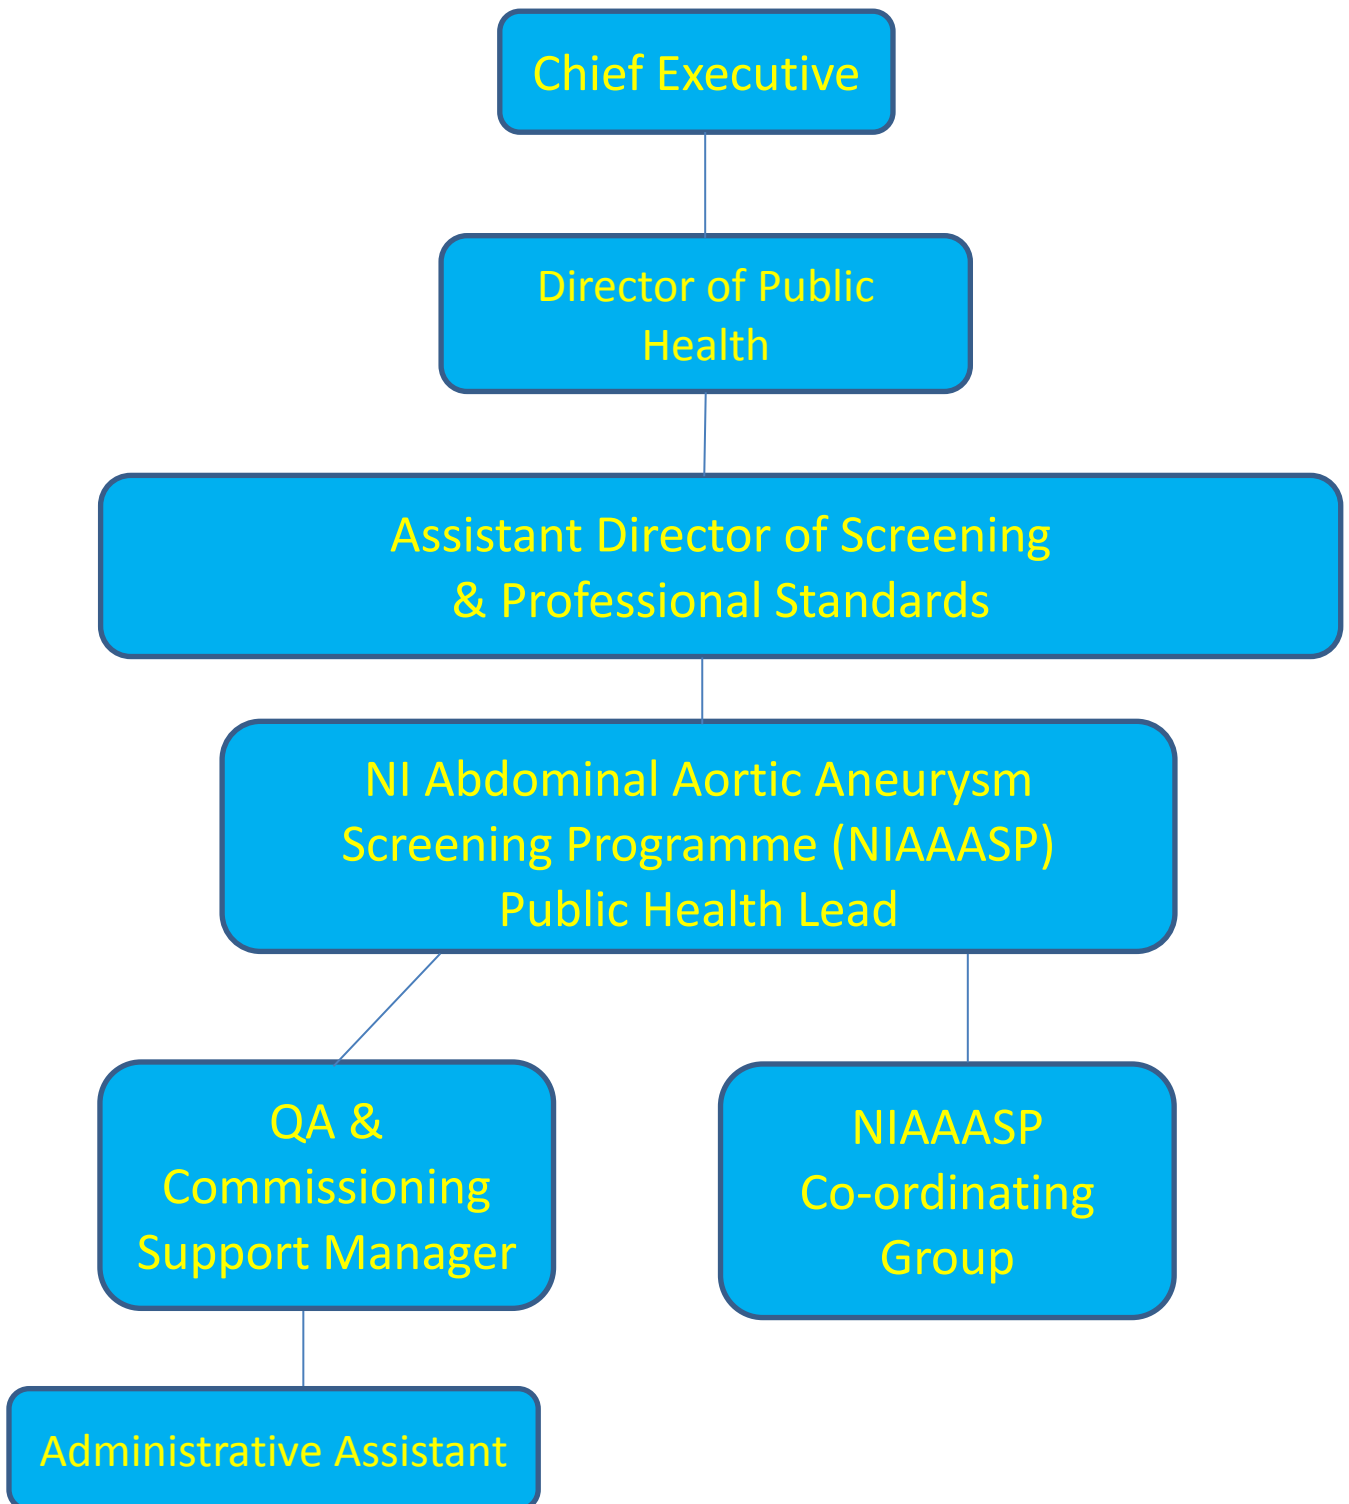 Chief Executive
Director of Public
Health
Assistant Director of Screening
& Professional Standards
NI Abdominal Aortic Aneurysm
Screening Programme (NIAAASP)
Public Health Lead
QA &
Commissioning
Support Manager
NIAAASP
Co-ordinating
Group
Administrative Assistant